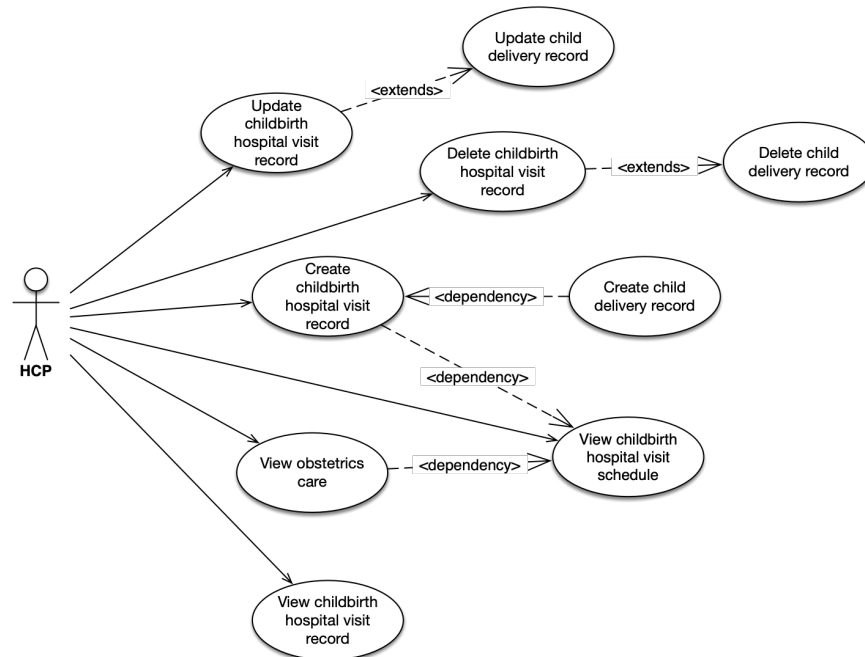 Update child
delivery record
<extends>
Update
childbirth
hospital visit
record
Delete childbirth
hospital visit
record
<extends>
Delete child
delivery record
Create
childbirth
hospital visit
record
<dependency>
Create child
delivery record
HCP
<dependency>
View obstetrics
care
<dependency>
View childbirth
hospital visit
schedule
View childbirth
hospital visit
record